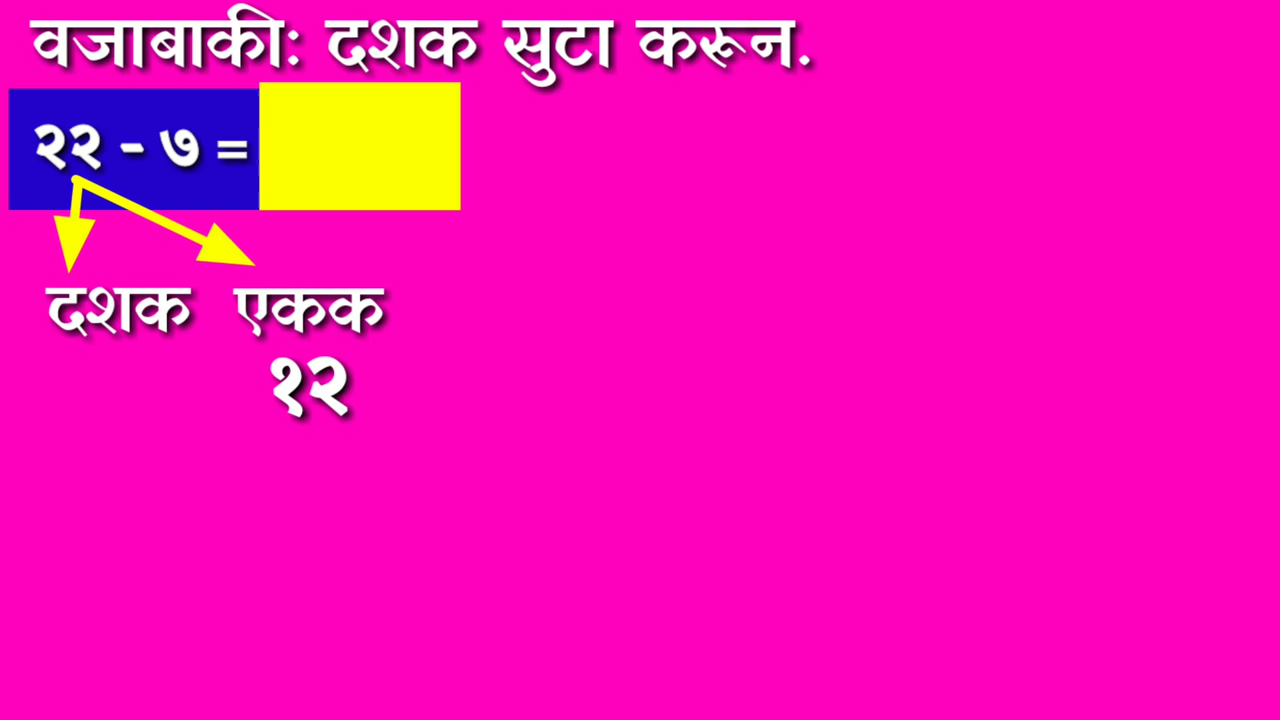 वजाबाकी: दशक सुटा करून.
२२ - ७ =
दशक एकक
१२